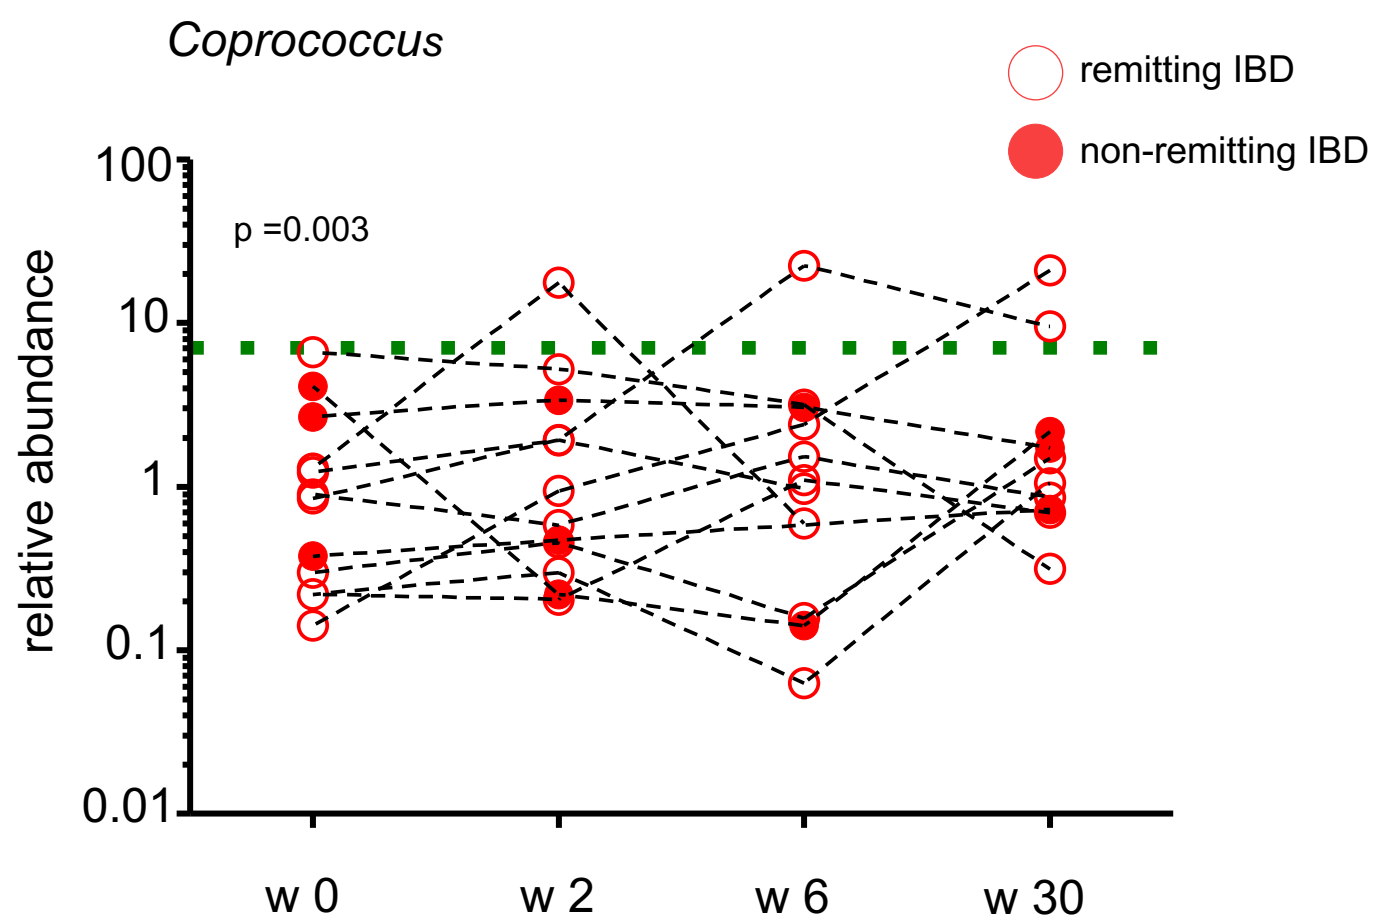 Coprococcus
remitting IBD
non-remitting IBD
100
p =0.003
10
1
0.1
0.01
relative abundance
w 0
w 2
w 6
w 30